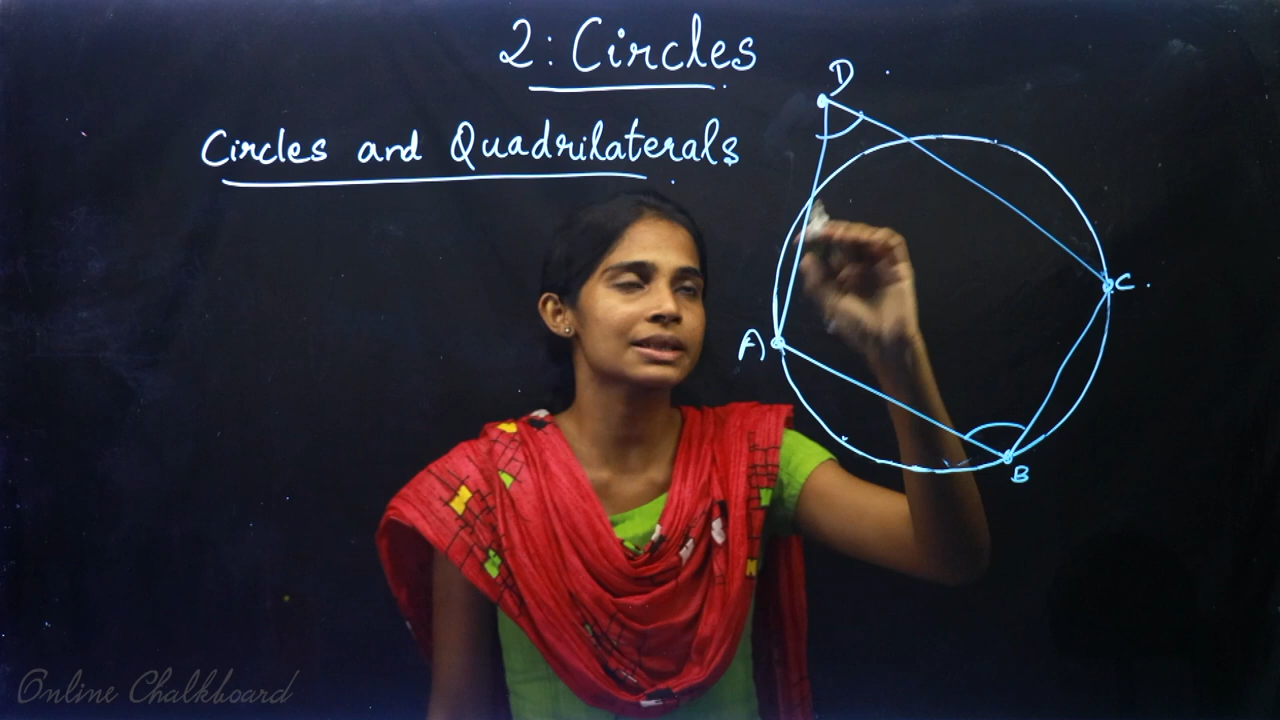 2: Circles
Circles and Quadrilaterals
D
C
A
B
Online Chalkboard